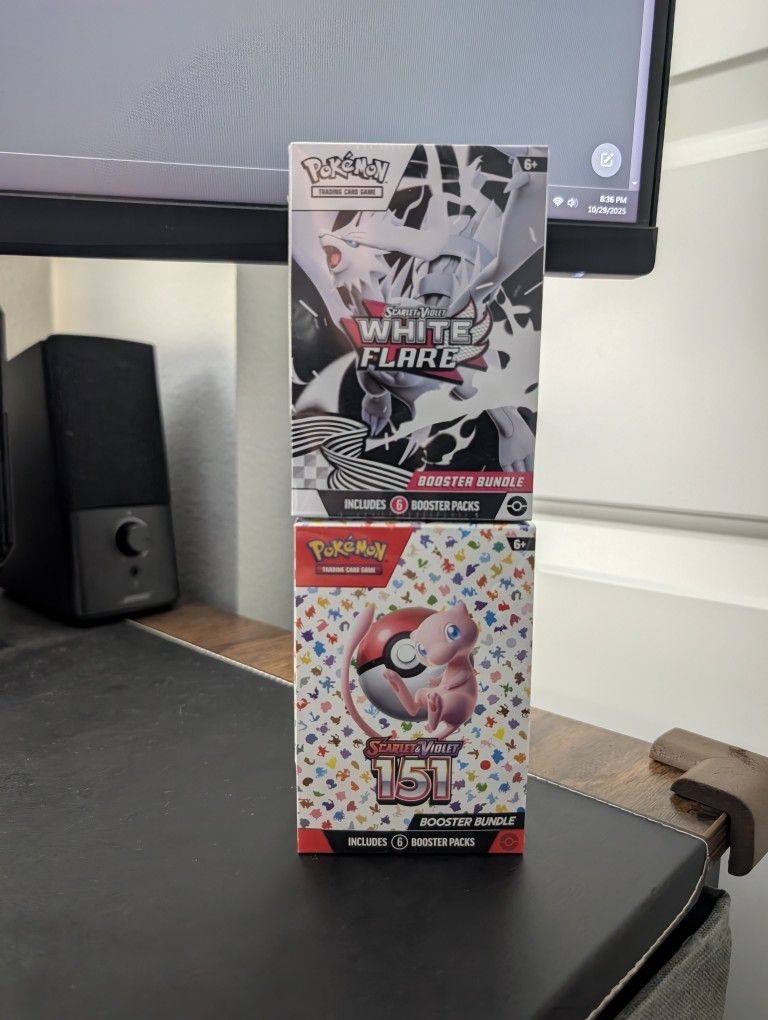 POKéMON
TRADING CARD GAME
6+
8:36 PM
10/29/2025
SCARLET & VIOLET
WHITE
FLARE
BOOSTER BUNDLE
INCLUDES 6 BOOSTER PACKS
POKéMON
TRADING CARD GAME
6+
SCARLET & VIOLET
151
BOOSTER BUNDLE
INCLUDES 6 BOOSTER PACKS